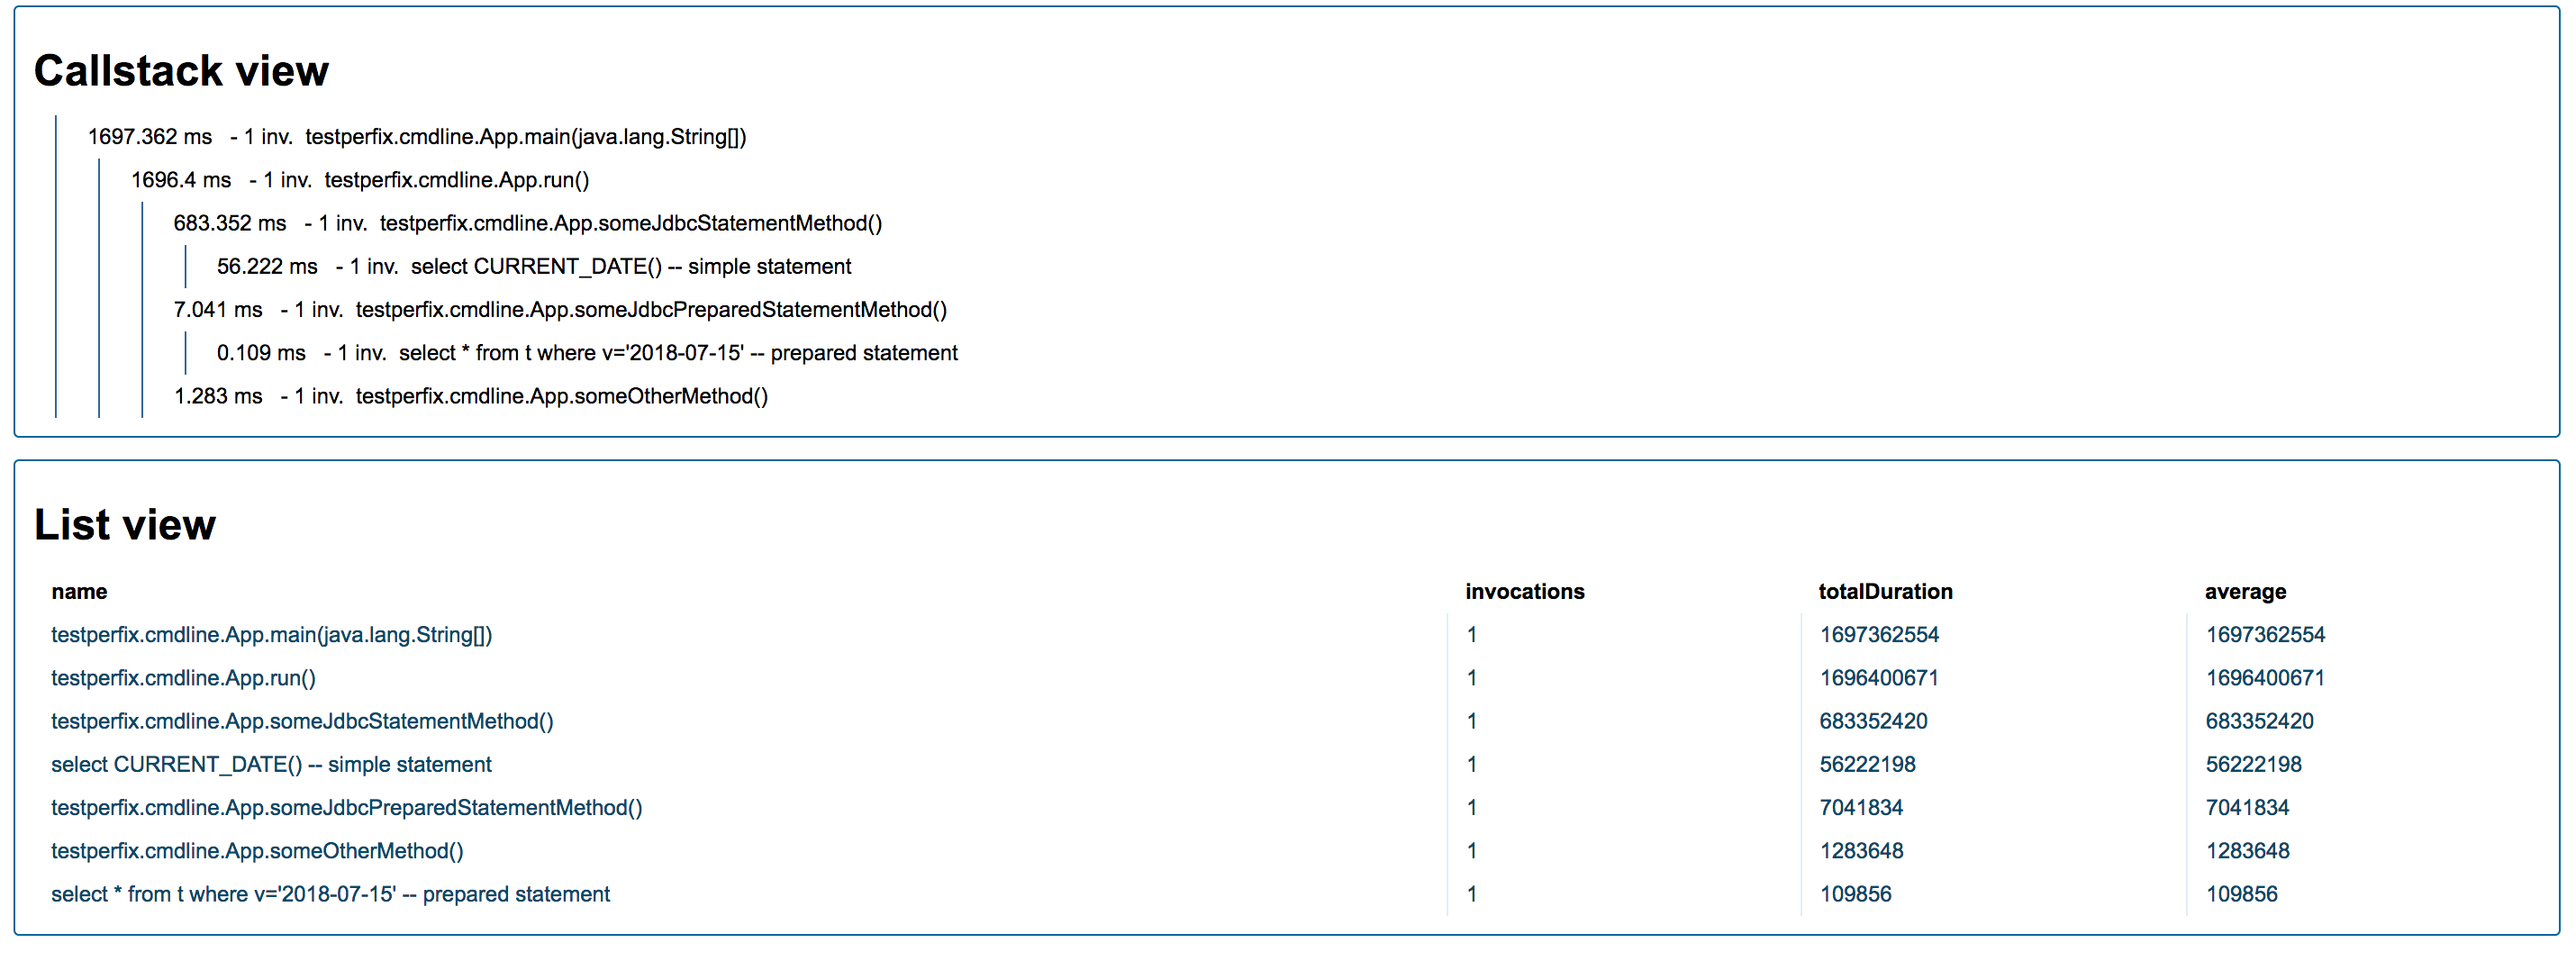 Callstack view
1697.362 ms - 1 inv. testperfix.cmdline.App.main(java.lang.String[])
1696.4 ms - 1 inv. testperfix.cmdline.App.run()
683.352 ms - 1 inv. testperfix.cmdline.App.someJdbcStatementMethod()
56.222 ms - 1 inv. select CURRENT_DATE() -- simple statement
7.041 ms - 1 inv. testperfix.cmdline.App.someJdbcPreparedStatementMethod()
0.109 ms - 1 inv. select * from t where v='2018-07-15' -- prepared statement
1.283 ms - 1 inv. testperfix.cmdline.App.someOtherMethod()
List view
name invocations totalDuration average
testperfix.cmdline.App.main(java.lang.String[]) 1 1697362554 1697362554
testperfix.cmdline.App.run() 1 1696400671 1696400671
testperfix.cmdline.App.someJdbcStatementMethod() 1 683352420 683352420
select CURRENT_DATE() -- simple statement 1 56222198 56222198
testperfix.cmdline.App.someJdbcPreparedStatementMethod() 1 7041834 7041834
testperfix.cmdline.App.someOtherMethod() 1 1283648 1283648
select * from t where v='2018-07-15' -- prepared statement 1 109856 109856